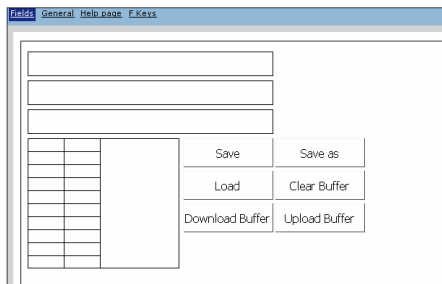 Fields General Help page F Keys
Save Save as
Load Clear Buffer
Download Buffer Upload Buffer